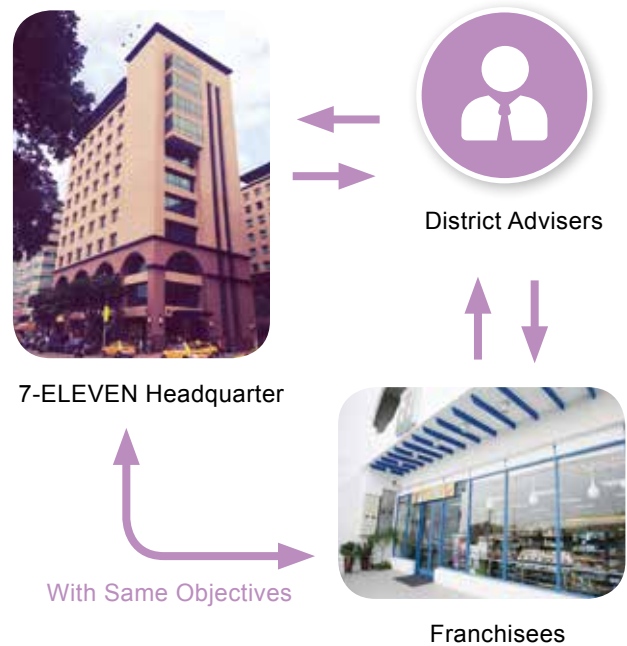 District Advisers
7-ELEVEN Headquarter
With Same Objectives
Franchisees